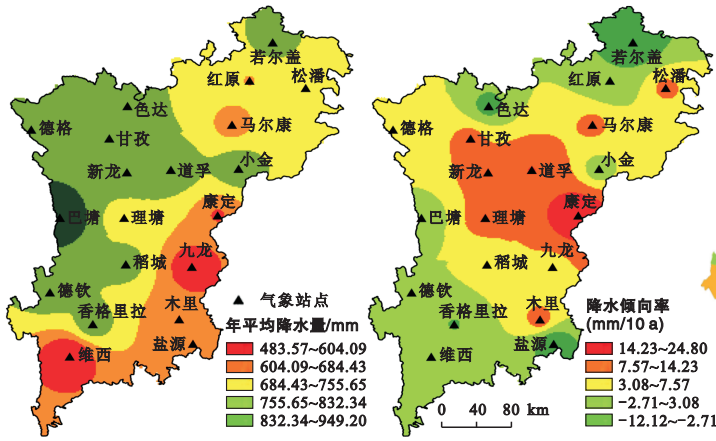 若尔盖
红原
松潘
色达
马尔康
德格
甘孜
小金
新龙
道孚
康定
巴塘
理塘
九龙
稻城
德钦
木里
香格里拉
盐源
维西
气象站点
年平均降水量/mm
483.57~604.09
604.09~684.43
684.43~755.65
755.65~832.34
832.34~949.20
若尔盖
红原
松潘
色达
马尔康
德格
甘孜
小金
新龙
道孚
康定
巴塘
理塘
九龙
稻城
德钦
木里
香格里拉
盐源
维西
0 40 80 km
降水倾向率
(mm/10 a)
14.23~24.80
7.57~14.23
3.08~7.57
-2.71~3.08
-12.12~-2.71